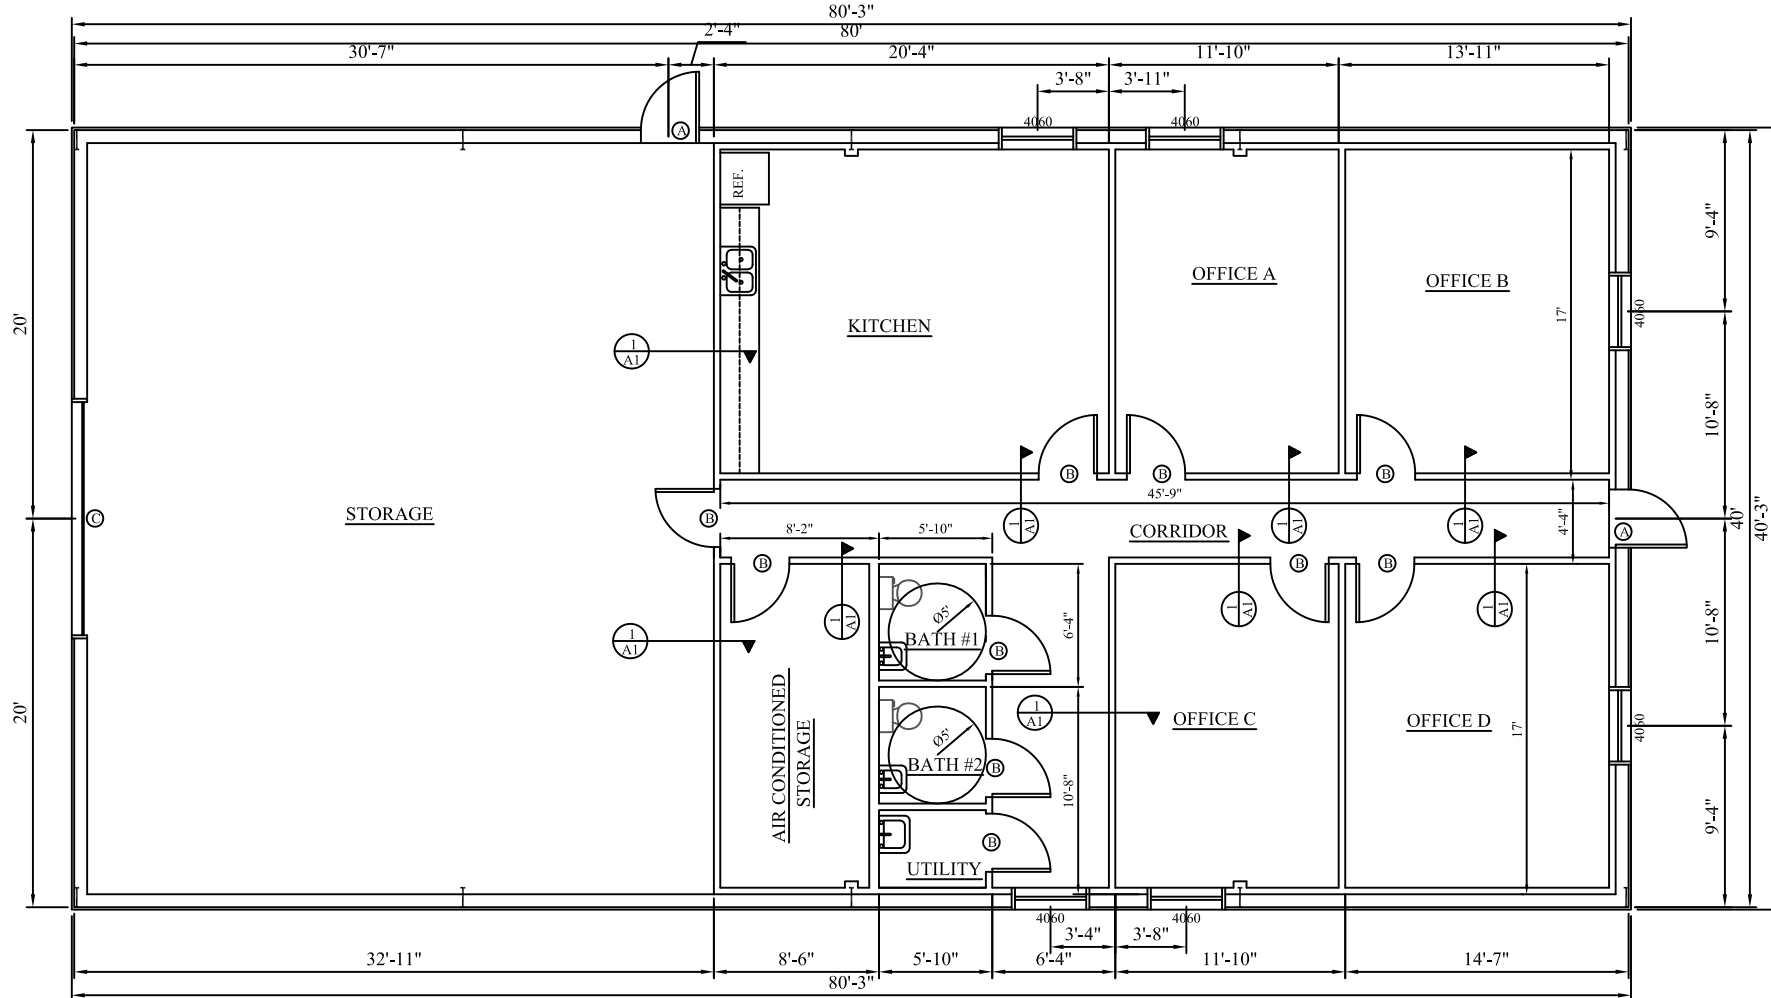 80'-3"
80'
2'-4"
30'-7"
20'-4"
11'-10"
13'-11"
3'-8"
3'-11"
4060
4060
A
REF.
9'-4"
OFFICE A
OFFICE B
20'
KITCHEN
17'
4060
1
A1
10'-8"
B
B
B
45'-9"
STORAGE
C
B
1
A1
1
A1
1
A1
CORRIDOR
4'-4"
A
40'
40'-3"
8'-2"
5'-10"
B
B
B
Ø5'
1
A1
1
A1
1
A1
6'-4"
10'-8"
1
A1
BATH #1
B
20'
AIR CONDITIONED
STORAGE
Ø5'
1
A1
OFFICE C
OFFICE D
17'
4060
BATH #2
B
10'-8"
9'-4"
B
UTILITY
4060
4060
3'-4"
3'-8"
32'-11"
8'-6"
5'-10"
6'-4"
11'-10"
14'-7"
80'-3"